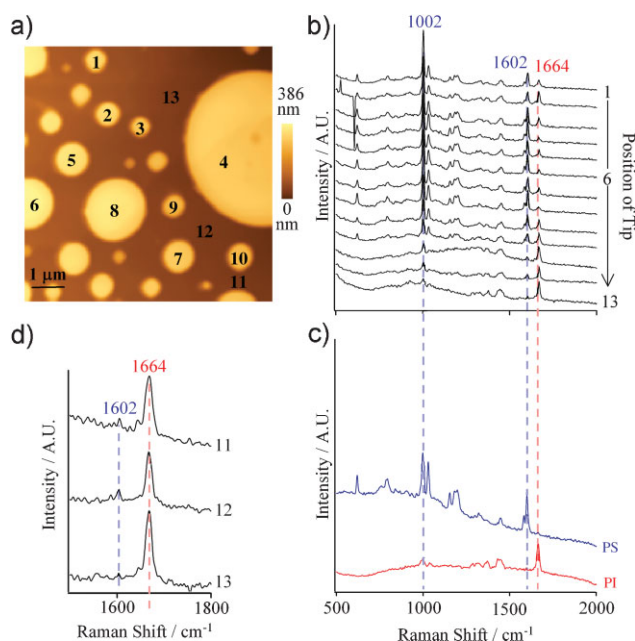 a)
1
2
3
13
4
5
6
8
9
12
7
10
11
1 μm
386
nm
0
nm
b)
1002
1602
1664
Intensity / A.U.
1
6
13
Position of Tip
d)
1664
1602
11
12
13
Intensity / A.U.
1600
1800
Raman Shift / cm⁻¹
c)
Intensity / A.U.
PS
PI
500
1000
1500
2000
Raman Shift / cm⁻¹